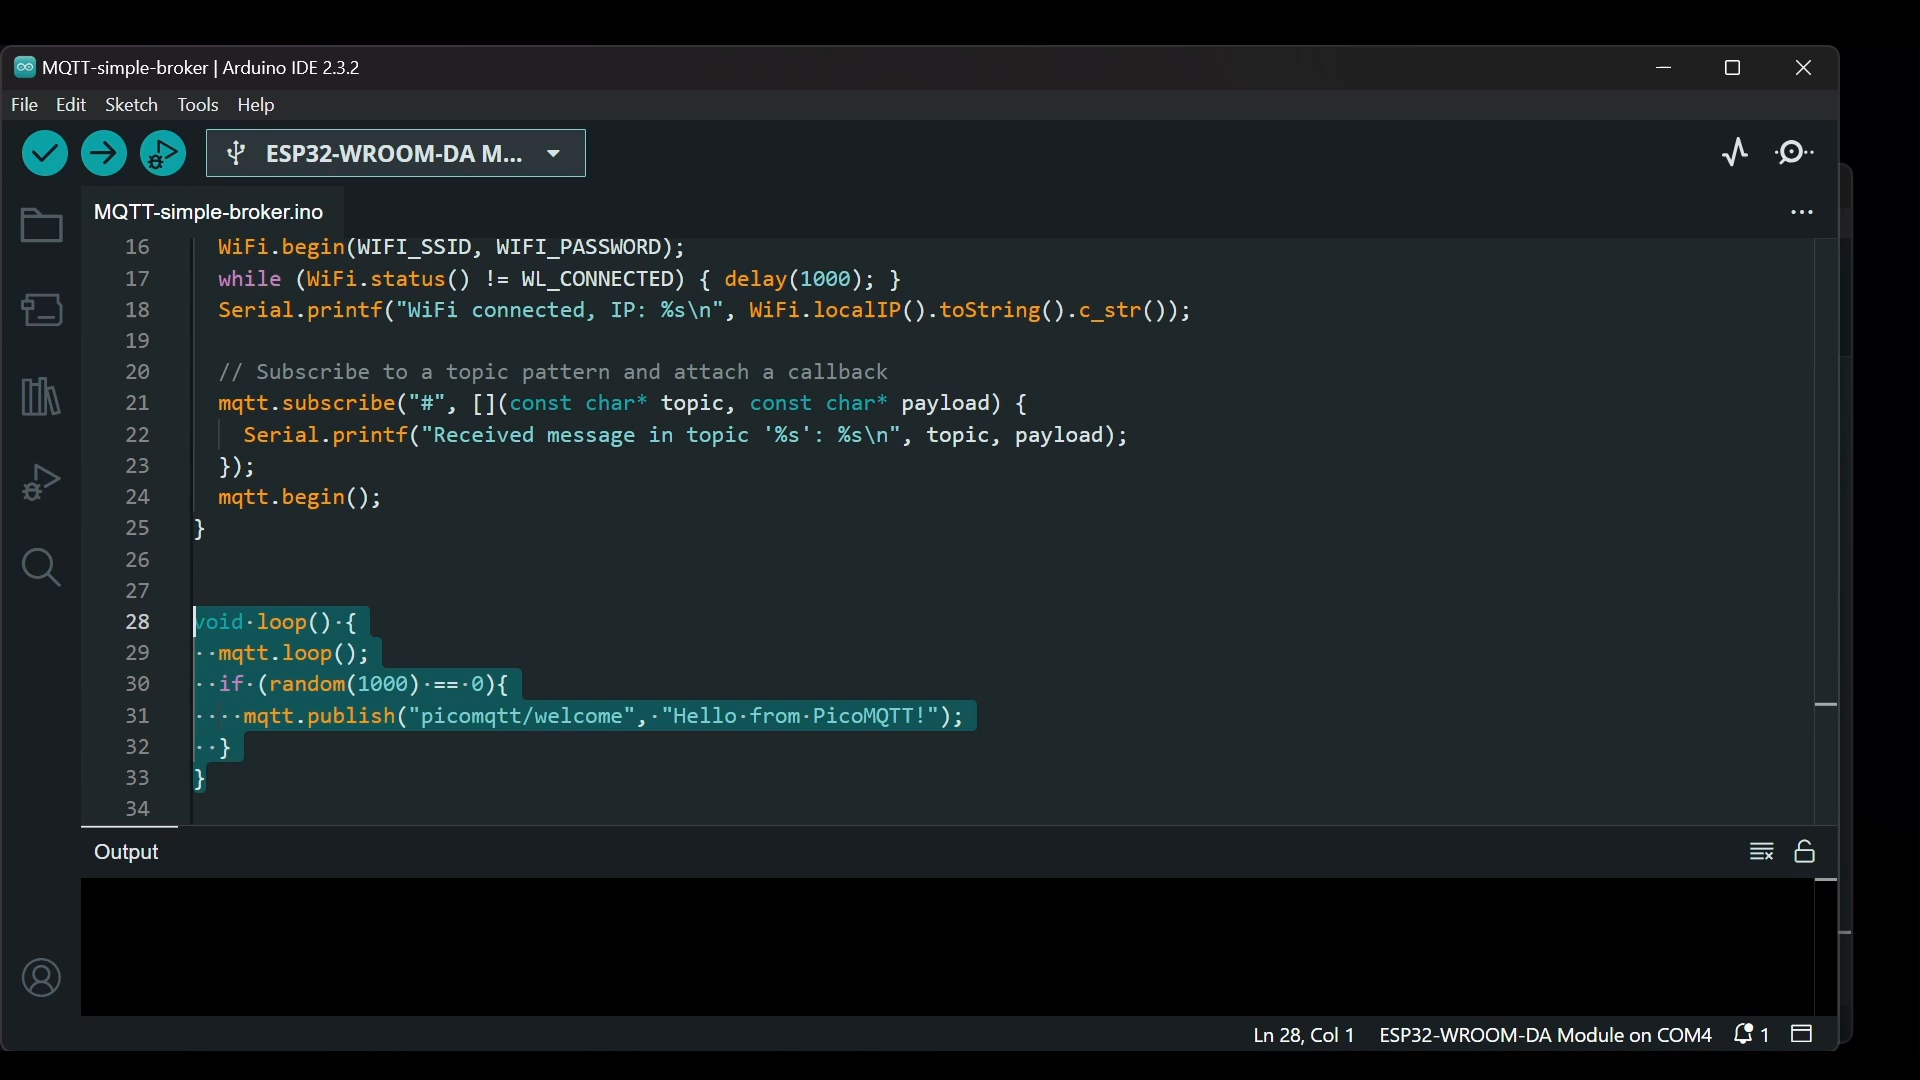 MQTT-simple-broker | Arduino IDE 2.3.2
File Edit Sketch Tools Help
ESP32-WROOM-DA M...
MQTT-simple-broker.ino
16 WiFi.begin(WIFI_SSID, WIFI_PASSWORD);
17 while (WiFi.status() != WL_CONNECTED) { delay(1000); }
18 Serial.printf("WiFi connected, IP: %s\n", WiFi.localIP().toString().c_str());
19
20 // Subscribe to a topic pattern and attach a callback
21 mqtt.subscribe("#", [](const char* topic, const char* payload) {
22 Serial.printf("Received message in topic '%s': %s\n", topic, payload);
23 });
24 mqtt.begin();
25 }
26
27
28 void loop() {
29 mqtt.loop();
30 if (random(1000) == 0){
31 mqtt.publish("picomqtt/welcome", "Hello from PicoMQTT!");
32 }
33 }
34
Output
Ln 28, Col 1 ESP32-WROOM-DA Module on COM4 1